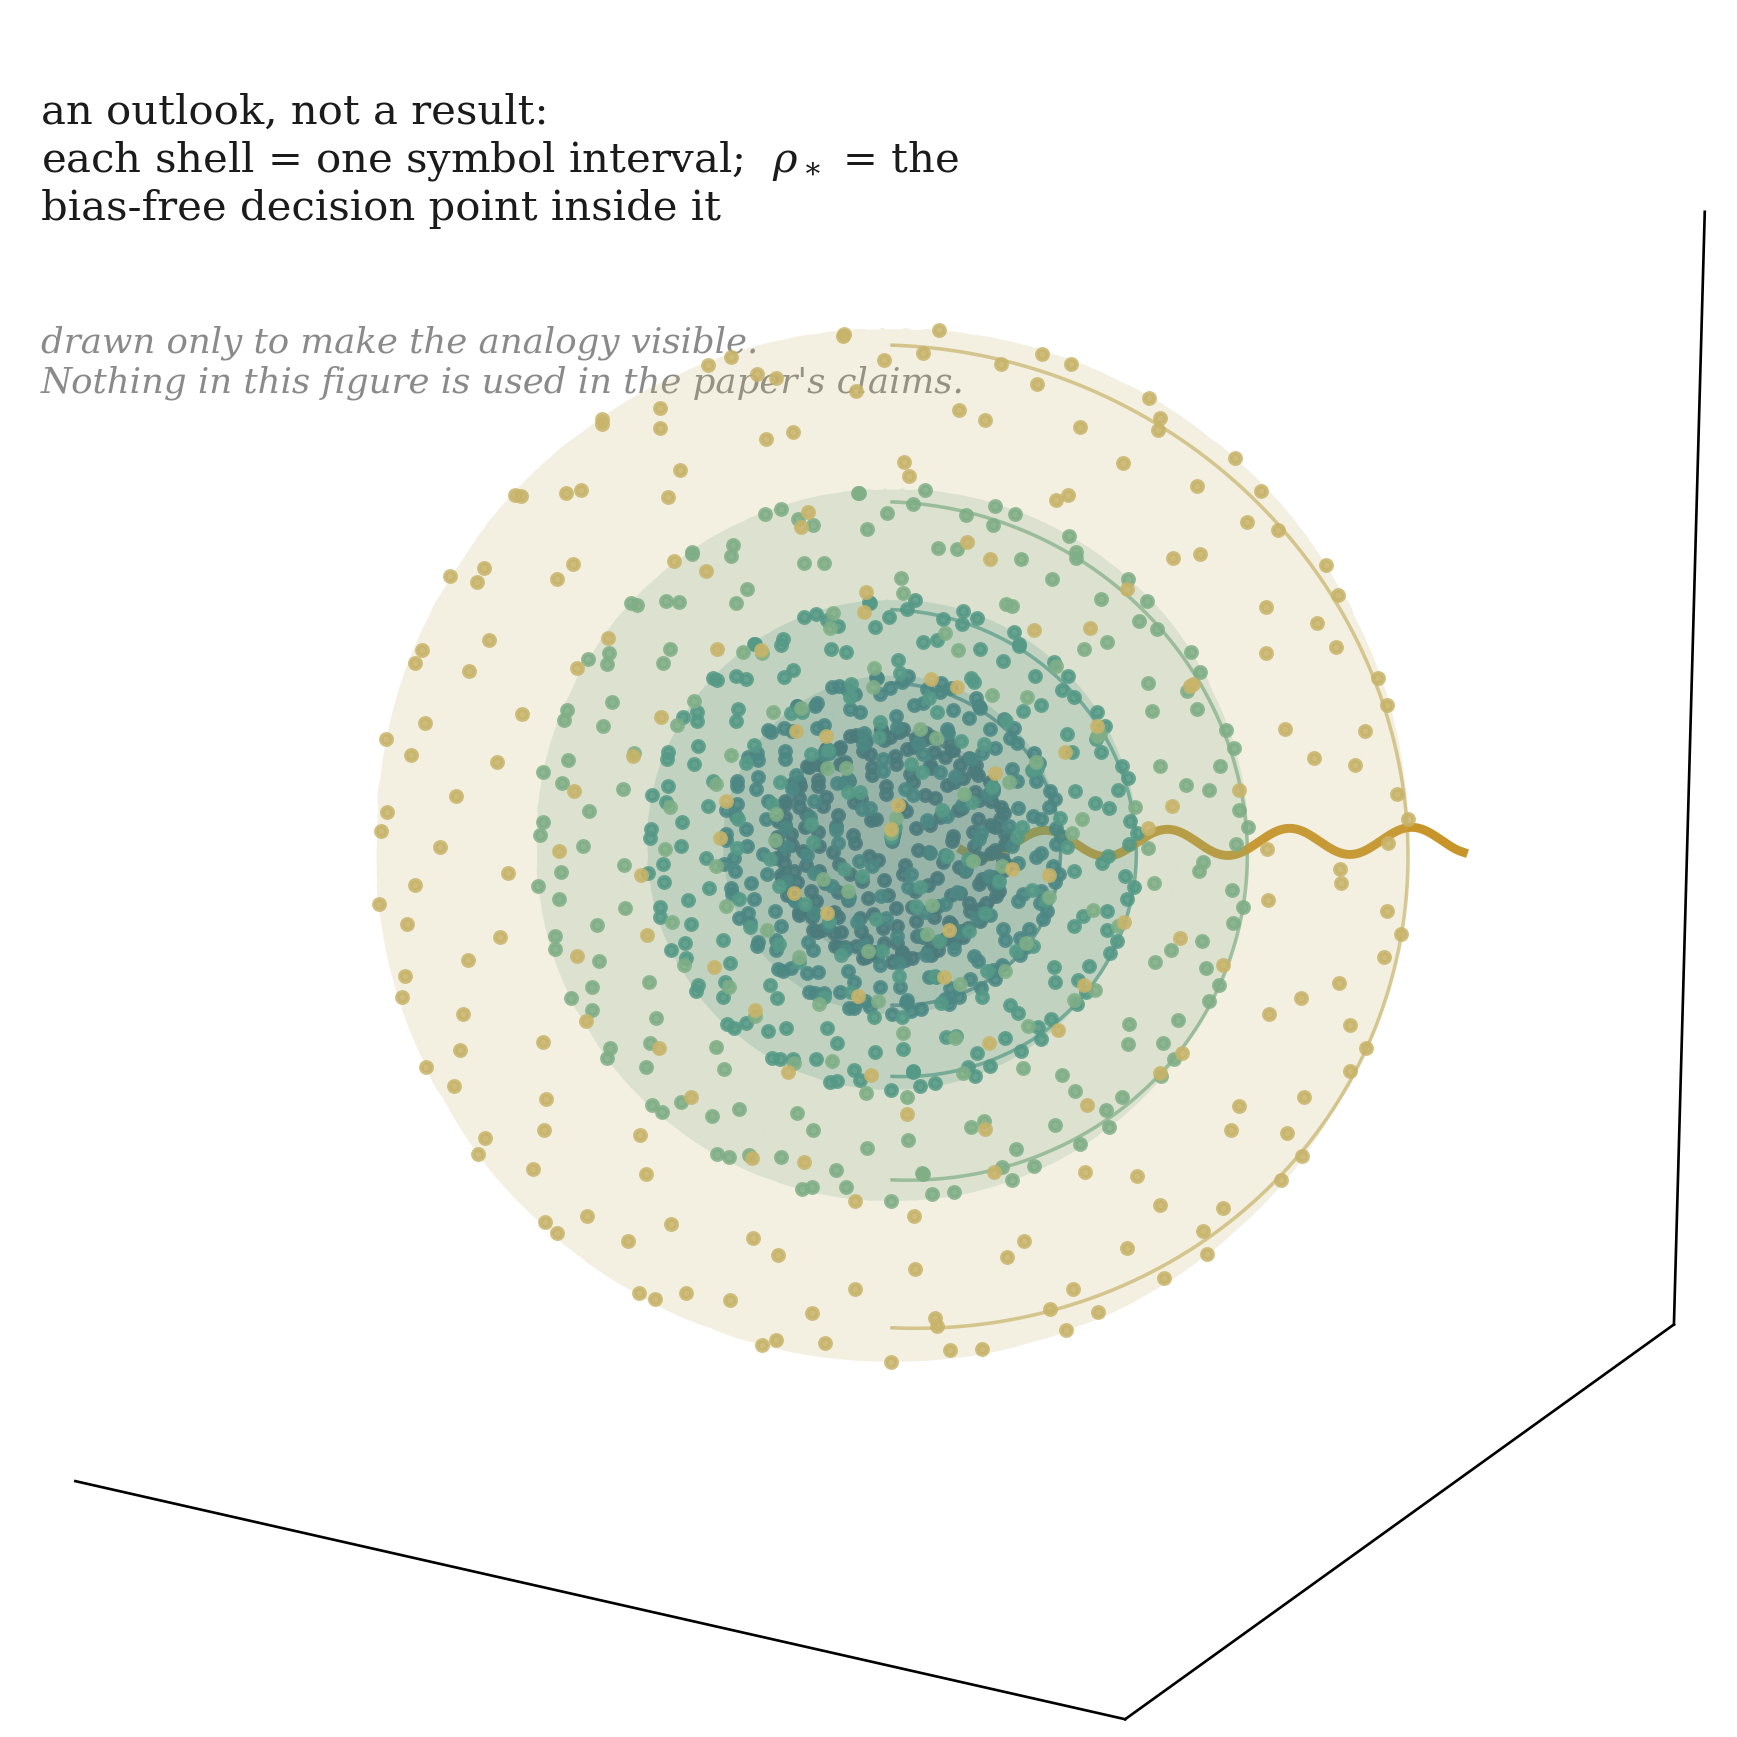 an outlook, not a result:
each shell = one symbol interval;  ρ* = the
bias-free decision point inside it
drawn only to make the analogy visible.
Nothing in this figure is used in the paper's claims.